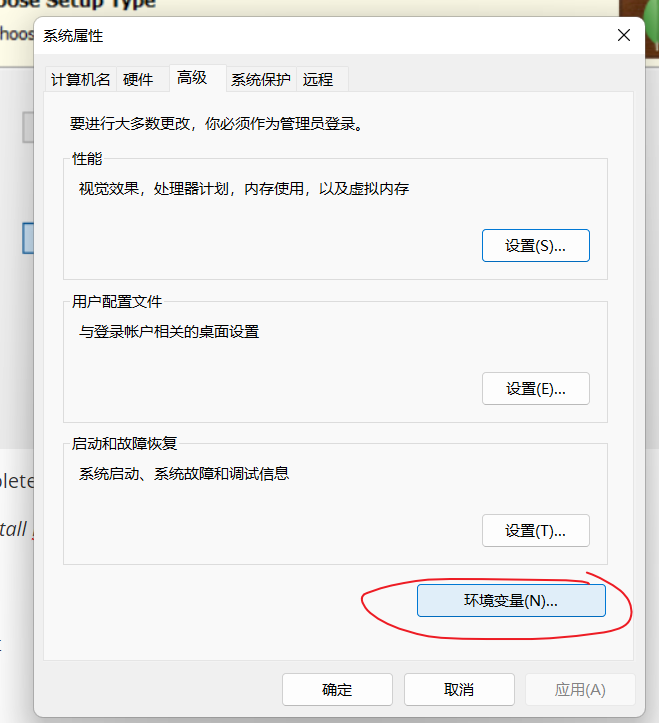 oose Setup Type
hoos
系统属性
计算机名 硬件 高级 系统保护 远程
要进行大多数更改，你必须作为管理员登录。
性能
视觉效果，处理器计划，内存使用，以及虚拟内存
设置(S)...
用户配置文件
与登录帐户相关的桌面设置
设置(E)...
启动和故障恢复
系统启动、系统故障和调试信息
设置(T)...
plete
tall
环境变量(N)...
确定 取消 应用(A)